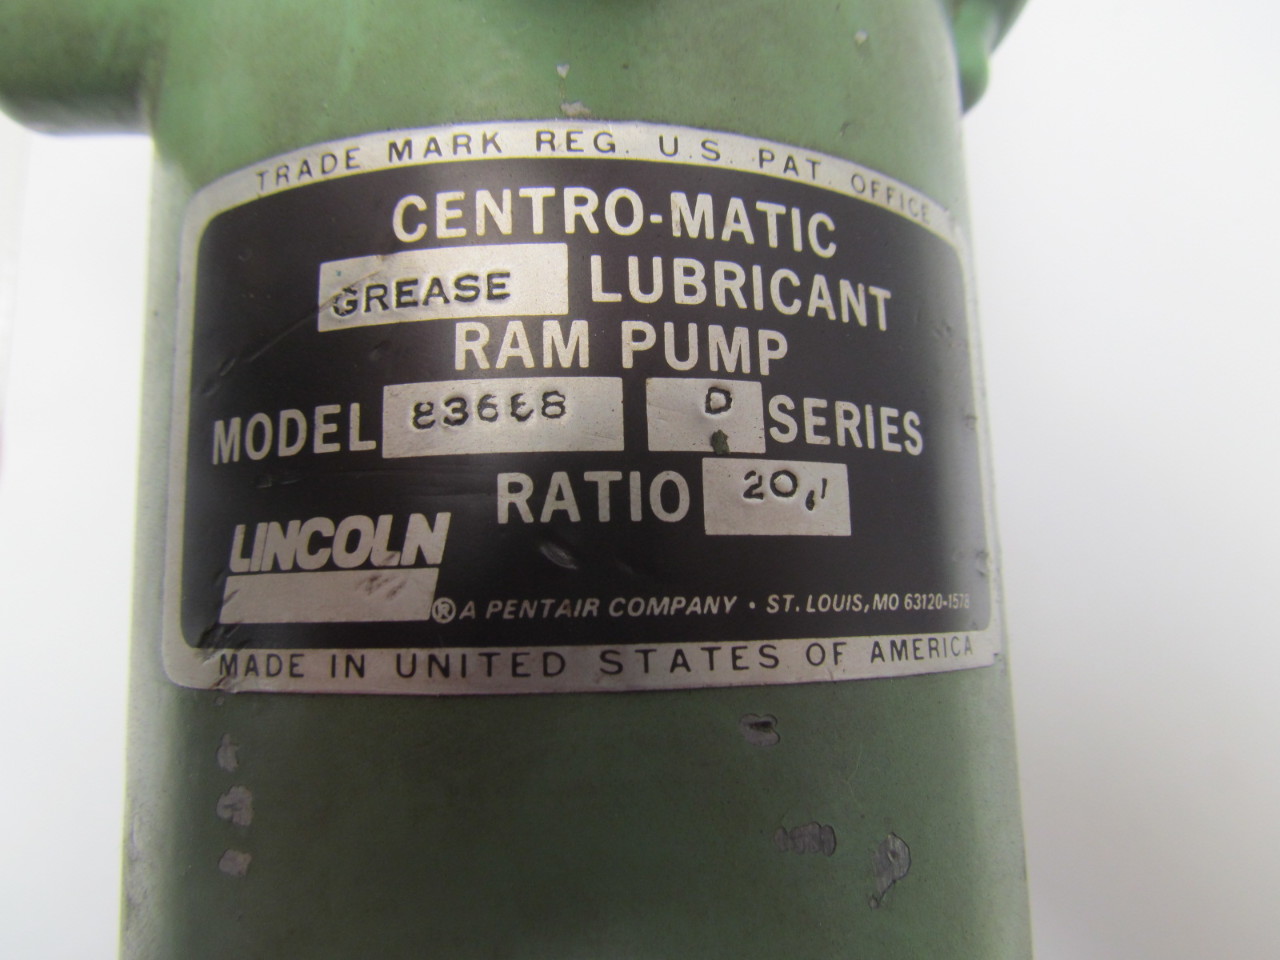 TRADE MARK REG. U.S. PAT. OFFICE
CENTRO-MATIC
GREASE LUBRICANT
RAM PUMP
MODEL 83668 D SERIES
RATIO 20,1
LINCOLN
® A PENTAIR COMPANY • ST. LOUIS, MO 63120-1578
MADE IN UNITED STATES OF AMERICA